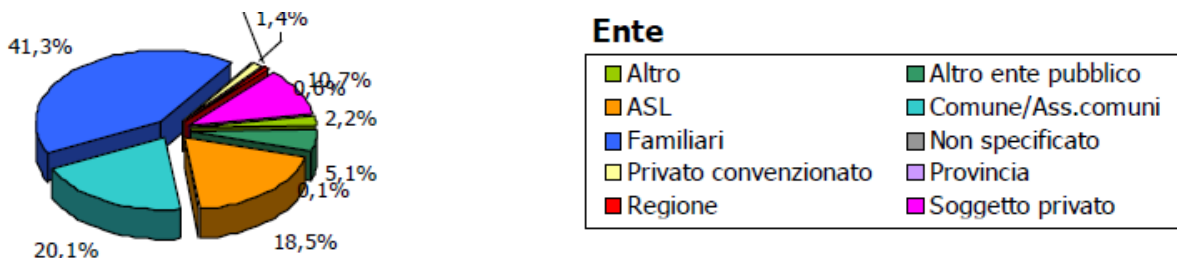 1,4%
41,3%
10,7%
0,6%
2,2%
5,1%
0,1%
18,5%
20,1%
Ente
Altro
Altro ente pubblico
ASL
Comune/Ass.comuni
Familiari
Non specificato
Privato convenzionato
Provincia
Regione
Soggetto privato